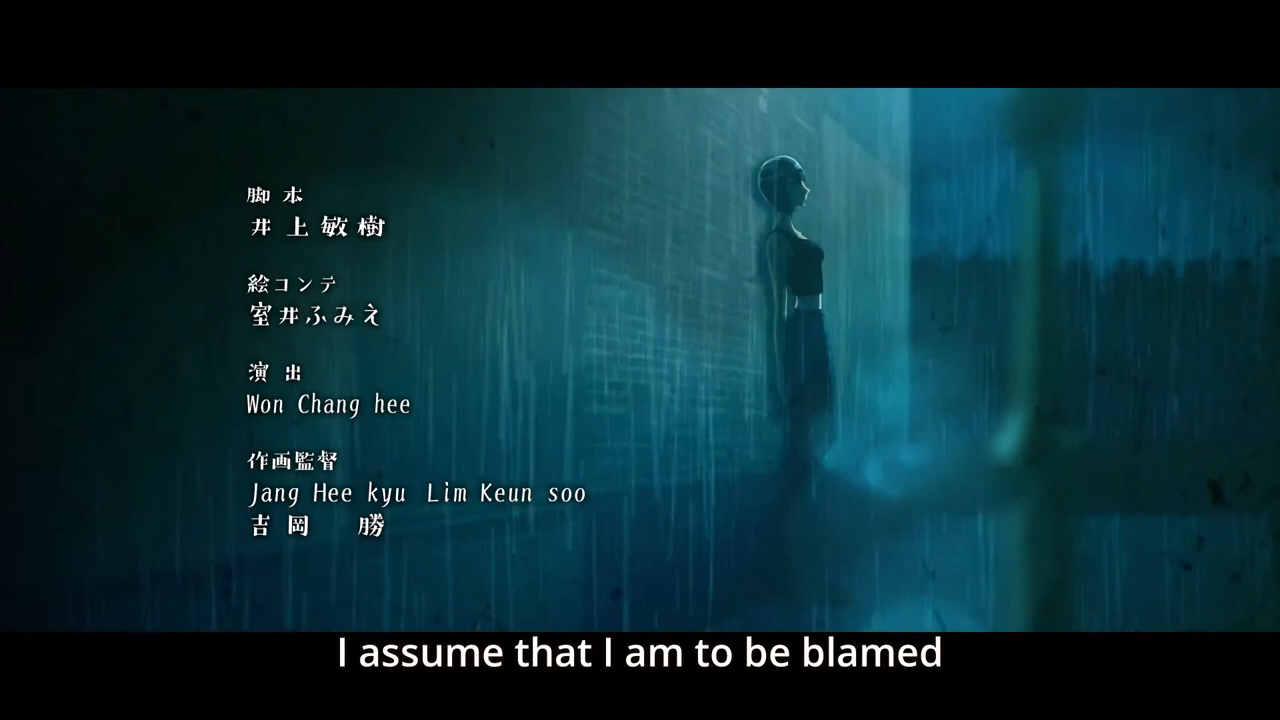 脚本
井上敏樹
絵コンテ
室井ふみえ
演出
Won Chang hee
作画監督
Jang Hee kyu Lim Keun soo
吉岡 勝
I assume that I am to be blamed